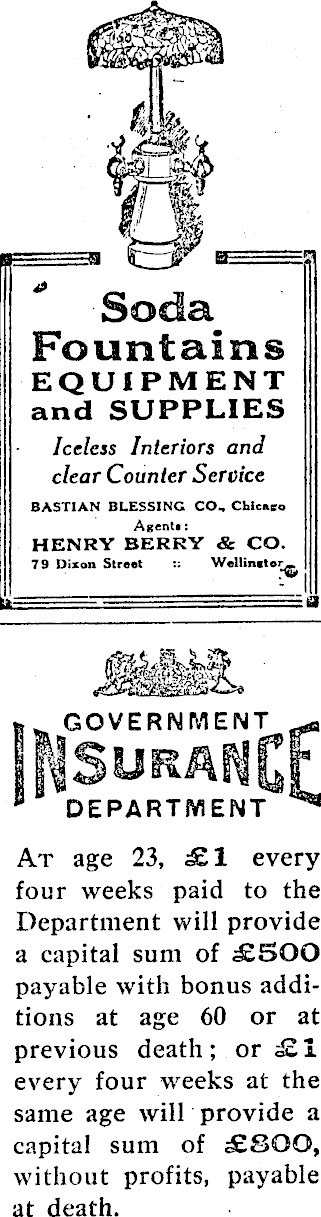 Soda
Fountains
EQUIPMENT
and SUPPLIES
Iceless Interiors and
clear Counter Service
BASTIAN BLESSING CO., Chicago
Agents:
HENRY BERRY & CO.
79 Dixon Street :: Wellington
GOVERNMENT
INSURANCE
DEPARTMENT
AT age 23, £1 every
four weeks paid to the
Department will provide
a capital sum of £500
payable with bonus addi-
tions at age 60 or at
previous death; or £1
every four weeks at the
same age will provide a
capital sum of £800,
without profits, payable
at death.